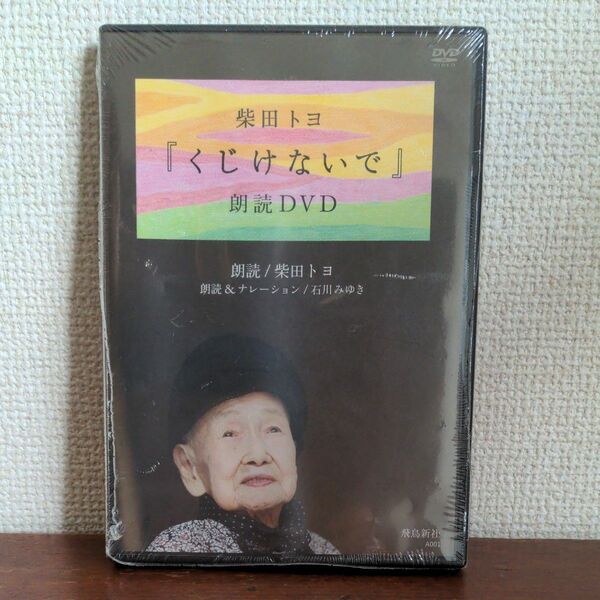 DVD
VIDEO
柴田トヨ
『くじけないで』
朗読DVD
朗読/柴田トヨ
朗読&ナレーション/石川みゆき
飛鳥新社
A001